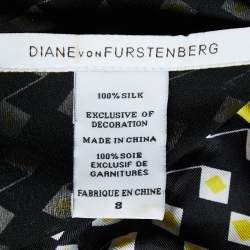 DIANE VON FURSTENBERG
100% SILK
EXCLUSIVE OF
DECORATION
MADE IN CHINA
100% SOIE
EXCLUSIF DE
GARNITURES
FABRIQUE EN CHINE
8